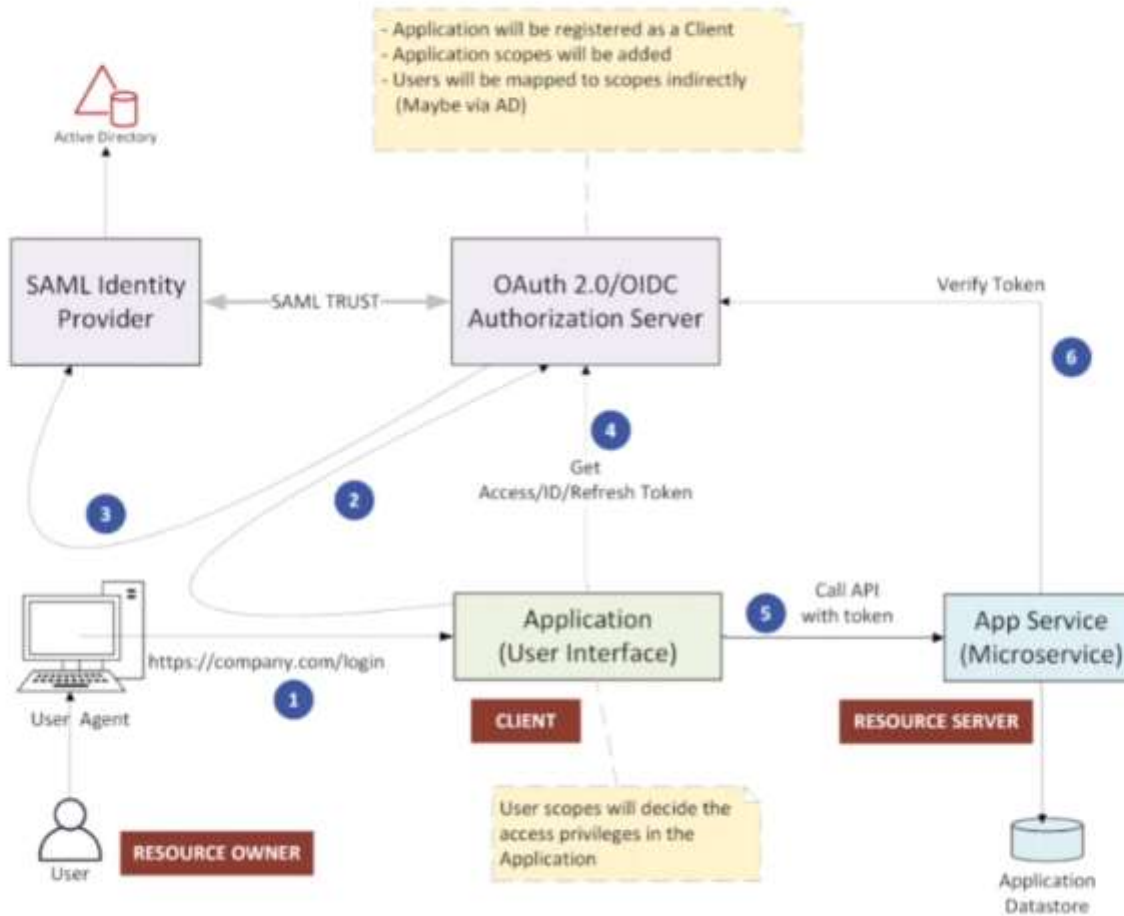 - Application will be registered as a Client
- Application scopes will be added
- Users will be mapped to scopes indirectly
(Maybe via AD)
Active Directory
SAML Identity
Provider
SAML TRUST
OAuth 2.0/OIDC
Authorization Server
Verify Token
6
4
Get
Access/ID/Refresh Token
2
3
https://company.com/login
1
User Agent
Application
(User Interface)
Call API
with token
5
App Service
(Microservice)
CLIENT
RESOURCE SERVER
User scopes will decide the
access privileges in the
Application
RESOURCE OWNER
User
Application
Datastore